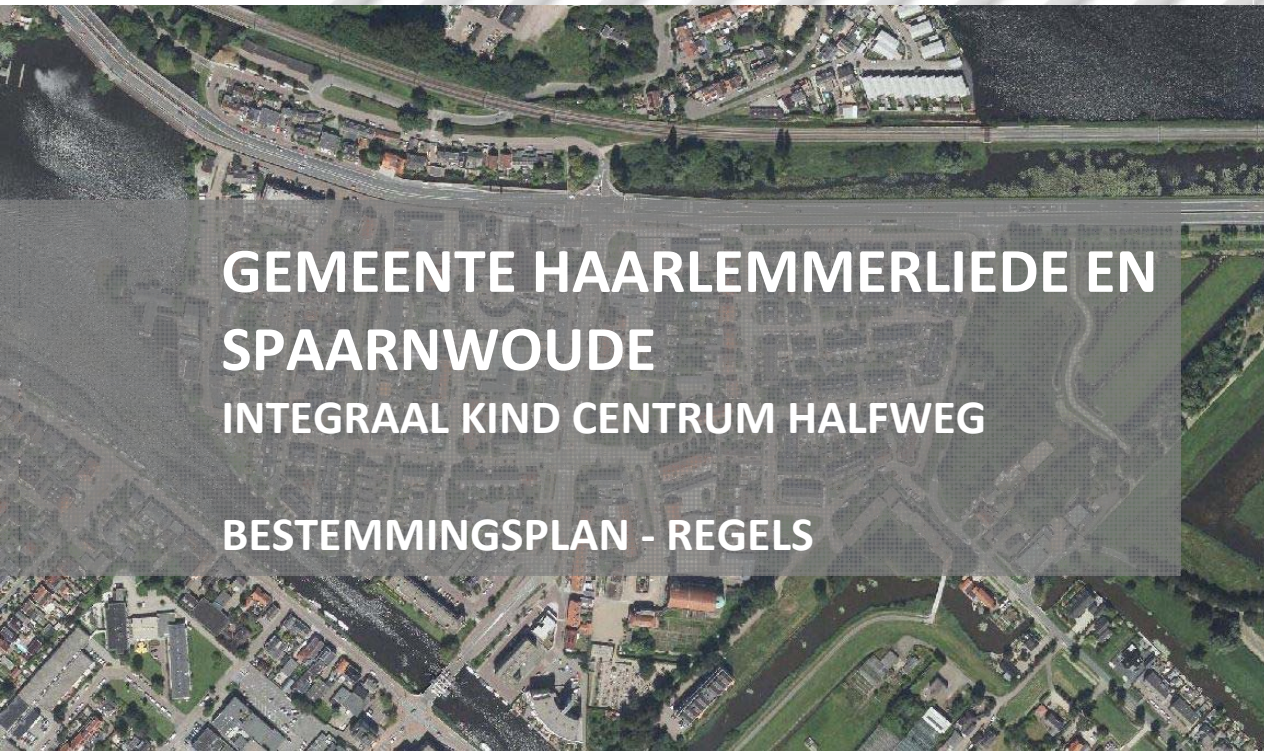 GEMEENTE HAARLEMMERLIEDE EN
SPAARNWOUDE
INTEGRAAL KIND CENTRUM HALFWEG
BESTEMMINGSPLAN - REGELS